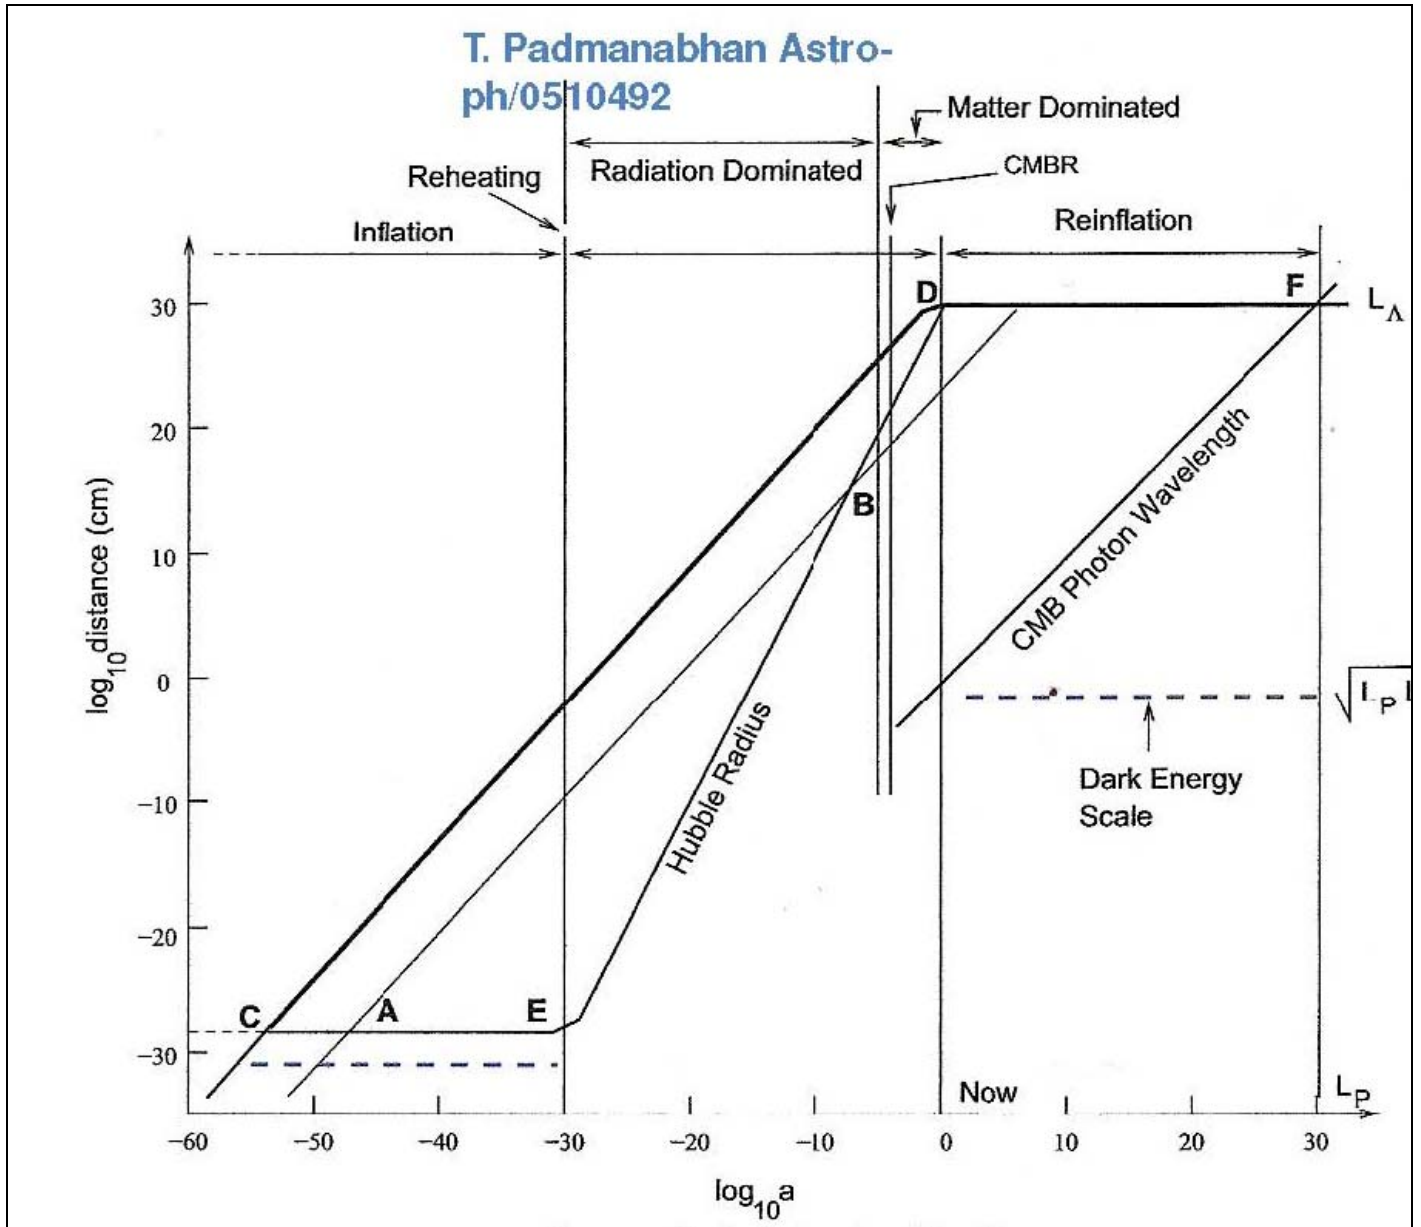 T. Padmanabhan Astro-
ph/0510492
Matter Dominated
Radiation Dominated
CMBR
Reheating
Inflation
Reinflation
D
F
L_Λ
30
20
10
0
−10
−20
−30
log₁₀distance (cm)
B
CMB Photon Wavelength
Hubble Radius
√L_P L
Dark Energy
Scale
C
A
E
Now
L_P
−60
−50
−40
−30
−20
−10
0
10
20
30
log₁₀a